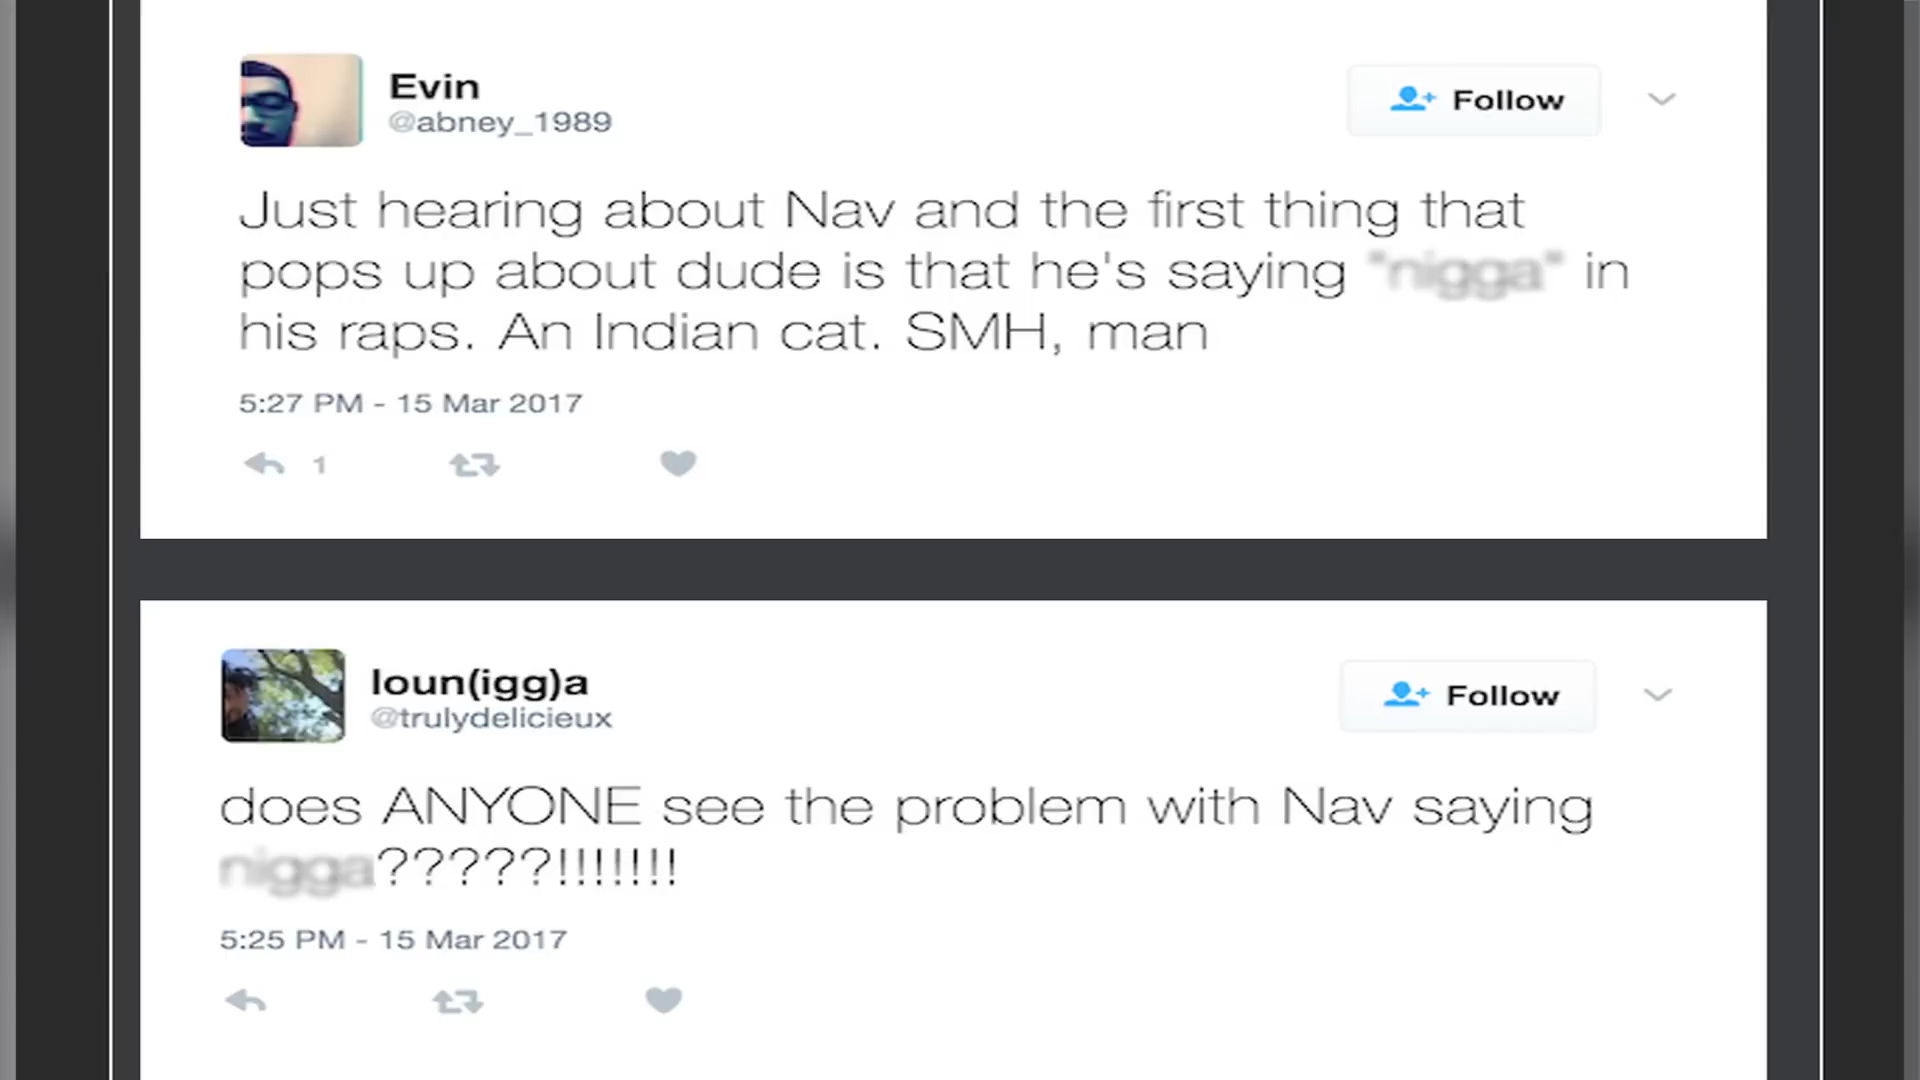 Evin
@abney_1989
Follow
Just hearing about Nav and the first thing that
pops up about dude is that he's saying "nigga" in
his raps. An Indian cat. SMH, man
5:27 PM - 15 Mar 2017
1
loun(igg)a
@trulydelicieux
Follow
does ANYONE see the problem with Nav saying
nigga?????!!!!!!!
5:25 PM - 15 Mar 2017